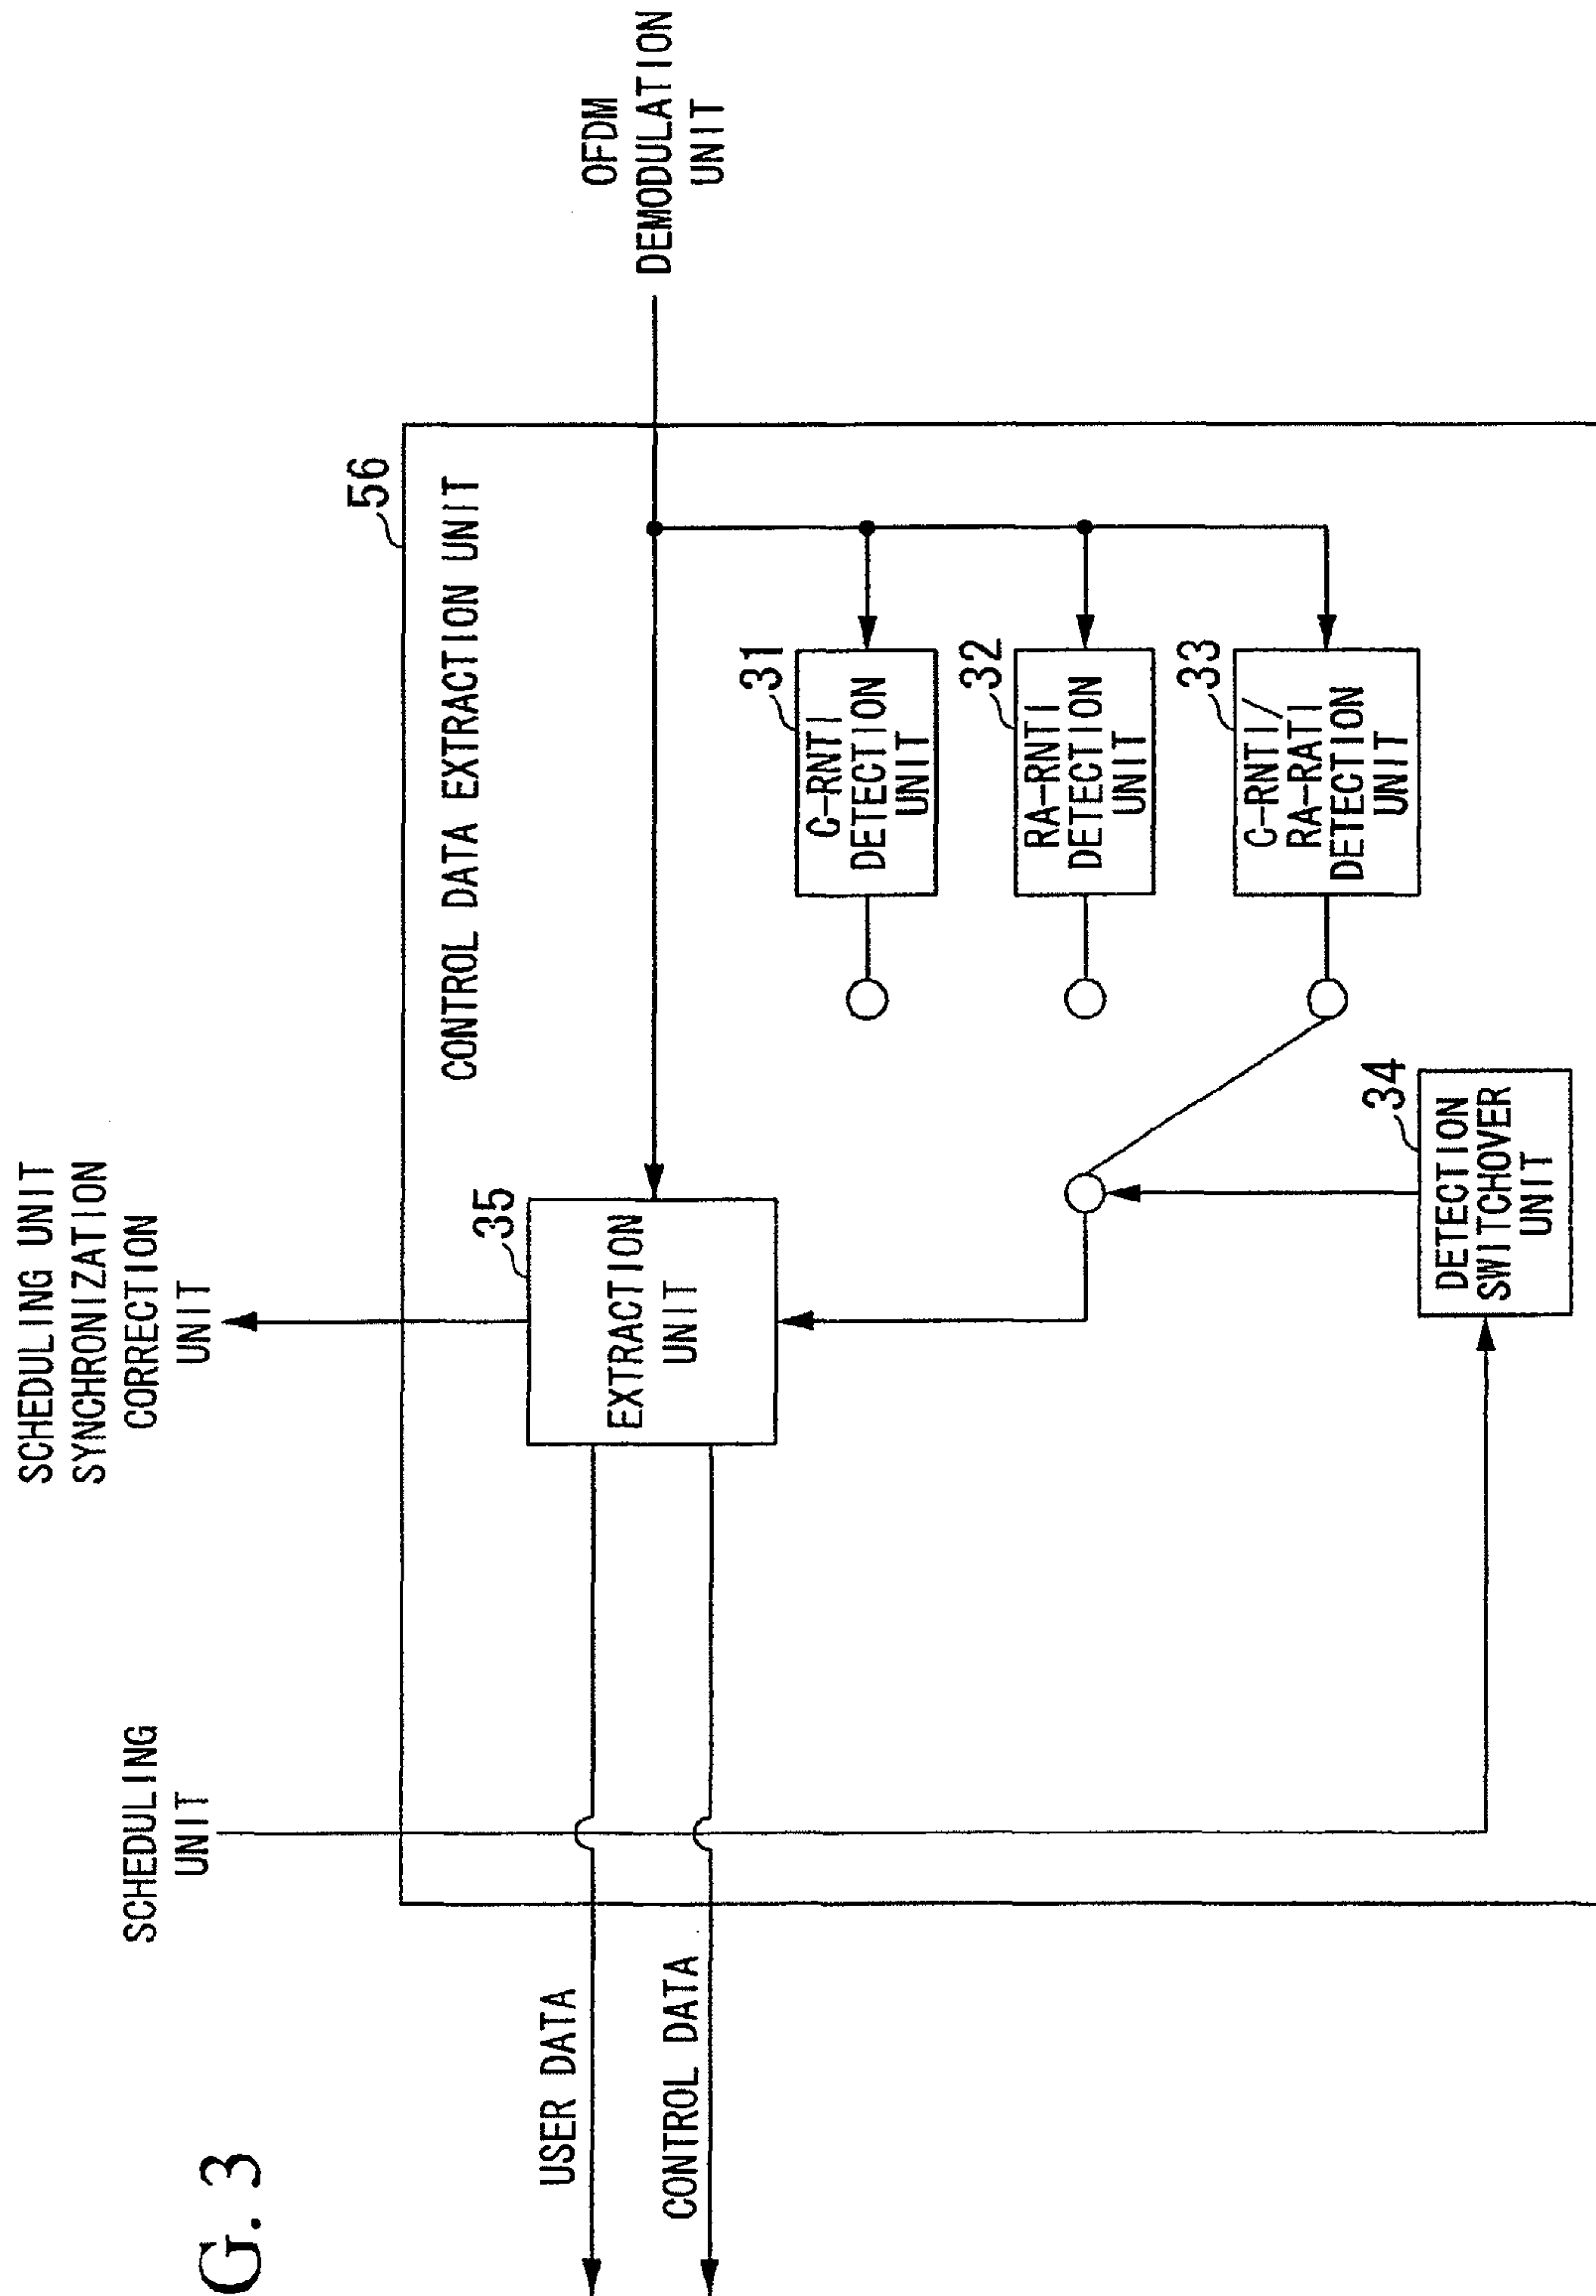 G. 3
SCHEDULING
UNIT
SCHEDULING UNIT
SYNCHRONIZATION
CORRECTION
UNIT
56
CONTROL DATA EXTRACTION UNIT
OFDM
DEMODULATION
UNIT
USER DATA
CONTROL DATA
35
EXTRACTION
UNIT
31
C-RNTI
DETECTION
UNIT
32
RA-RNTI
DETECTION
UNIT
33
C-RNTI/
RA-RATI
DETECTION
UNIT
34
DETECTION
SWITCHOVER
UNIT